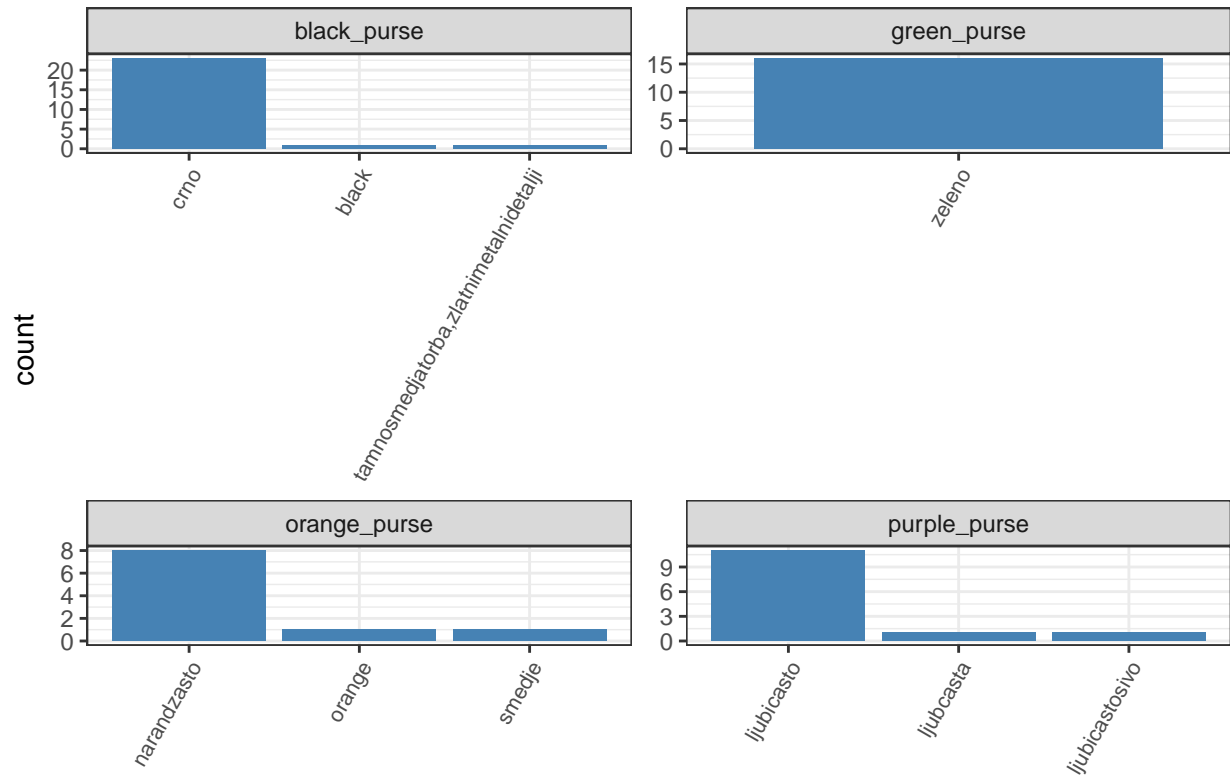 black_purse
20
15
10
5
0
crno
black
tamnosmedjatorba,zlatnimetalnidetalji
green_purse
15
10
5
0
zeleno
count
orange_purse
8
6
4
2
0
narandzasto
orange
smedje
purple_purse
9
6
3
0
ljubicasto
ljubcasta
ljubicastosivo